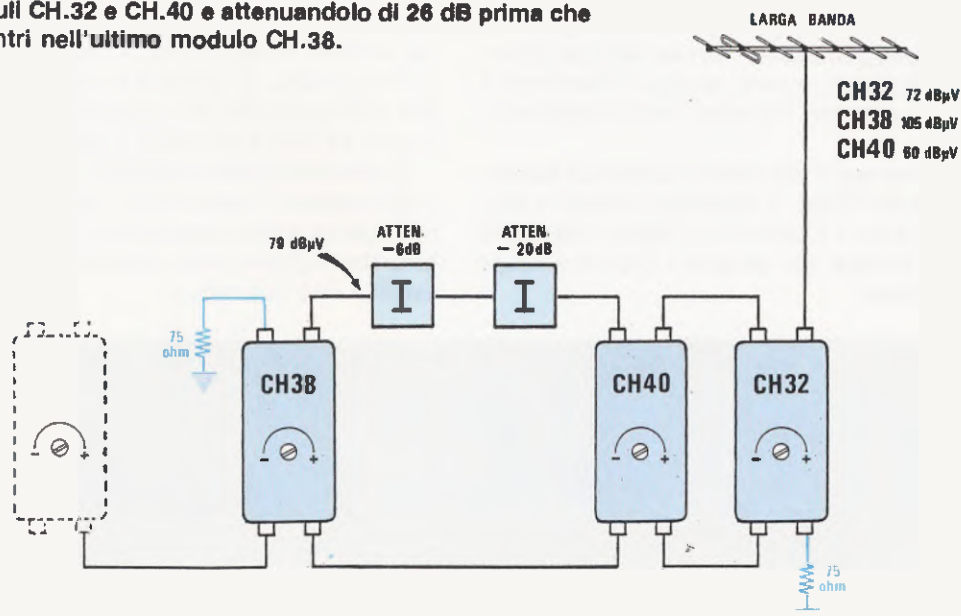 uli CH.32 e CH.40 e attenuandolo di 26 dB prima che
ntri nell'ultimo modulo CH.38.
LARGA BANDA
CH32 72 dBµV
CH38 105 dBµV
CH40 60 dBµV
79 dBµV
ATTEN.
-6dB
ATTEN.
- 20dB
I
I
75
ohm
CH38
CH40
CH32
- +
- +
- +
- +
75
ohm